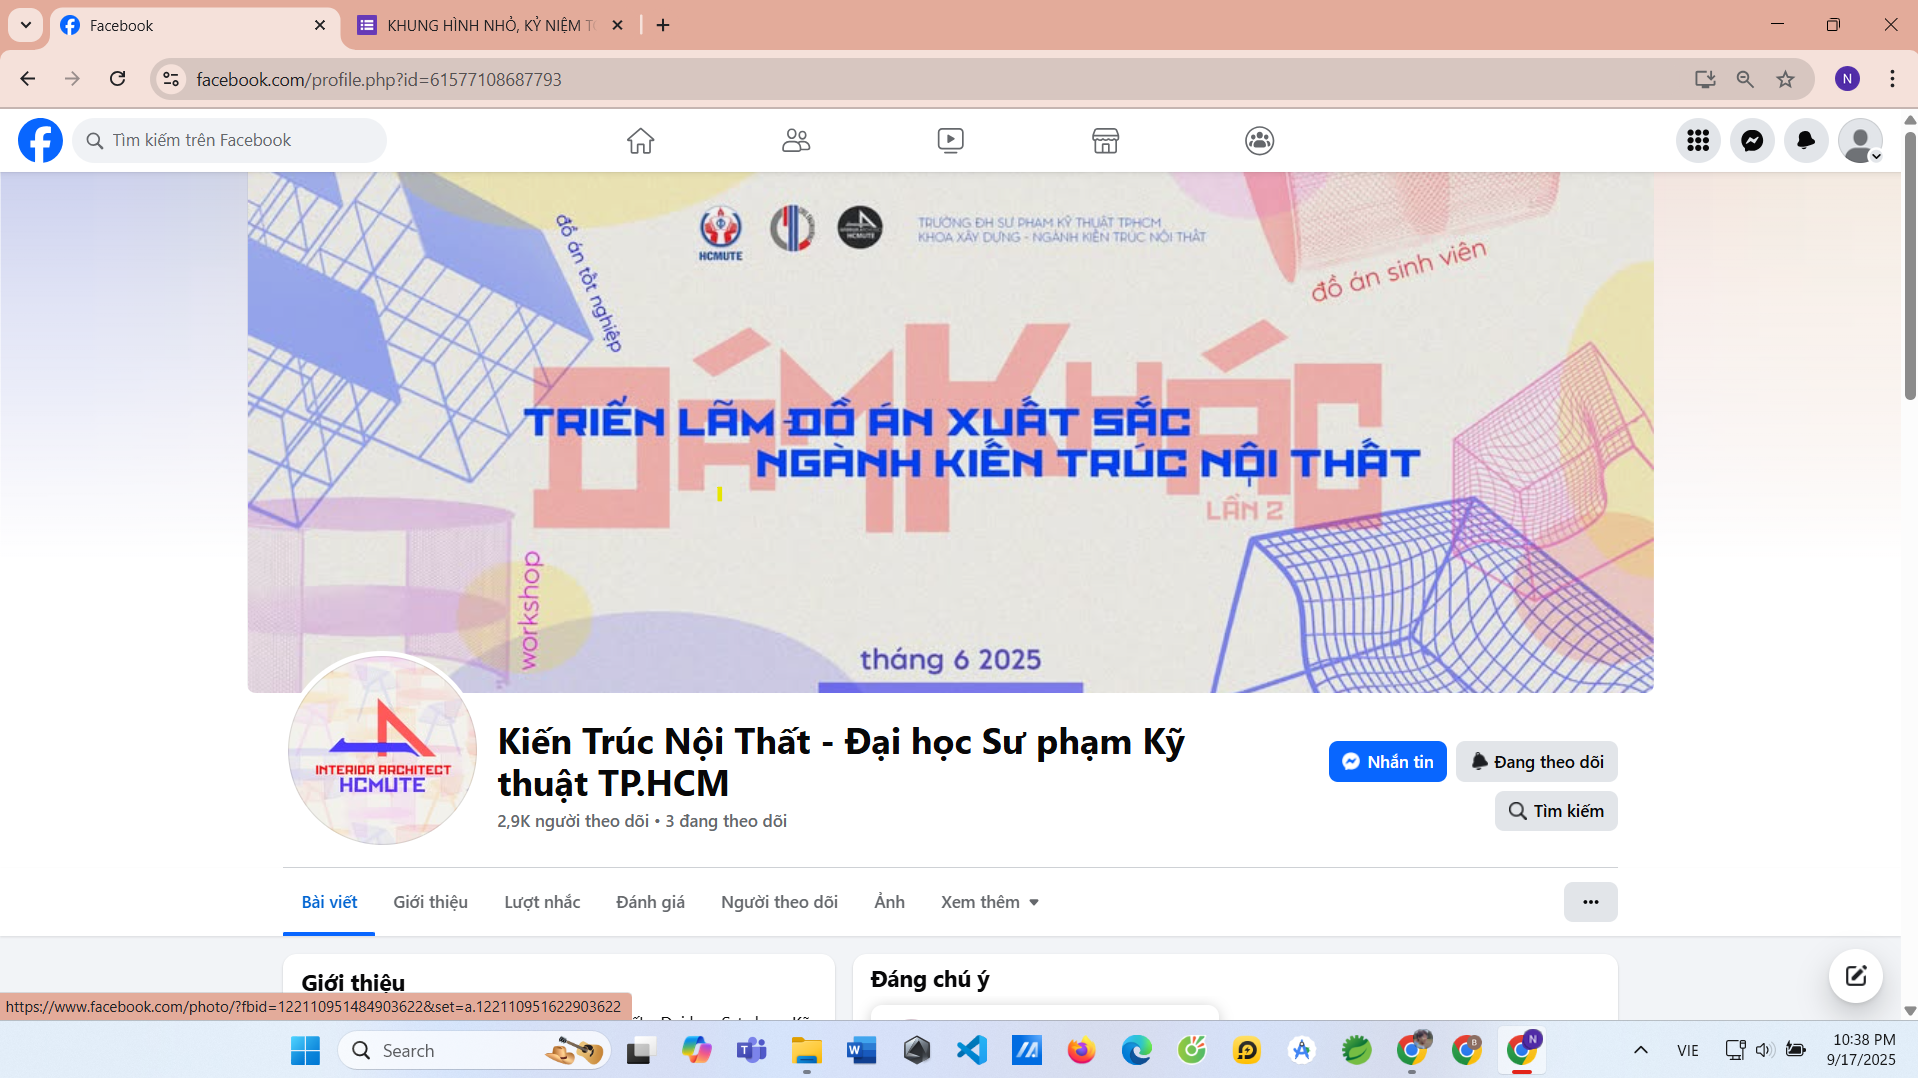 Facebook
KHUNG HÌNH NHỎ, KỶ NIỆM
facebook.com/profile.php?id=61577108687793
N
Tìm kiếm trên Facebook
HCMUTE
HCMUTE
TRƯỜNG ĐH SƯ PHẠM KỸ THUẬT TPHCM
KHOA XÂY DỰNG - NGÀNH KIẾN TRÚC NỘI THẤT
đồ án tốt nghiệp
đồ án sinh viên
DÁM KHÁC
TRIỂN LÃM ĐỒ ÁN XUẤT SẮC
NGÀNH KIẾN TRÚC NỘI THẤT
LẦN 2
workshop
tháng 6 2025
INTERIOR ARCHITECT
HCMUTE
Kiến Trúc Nội Thất - Đại học Sư phạm Kỹ
thuật TP.HCM
2,9K người theo dõi • 3 đang theo dõi
Nhắn tin
Đang theo dõi
Tìm kiếm
Bài viết
Giới thiệu
Lượt nhắc
Đánh giá
Người theo dõi
Ảnh
Xem thêm
Giới thiệu
Đáng chú ý
https://www.facebook.com/photo/?fbid=122110951484903622&set=a.122110951622903622
Search
VIE
10:38 PM
9/17/2025